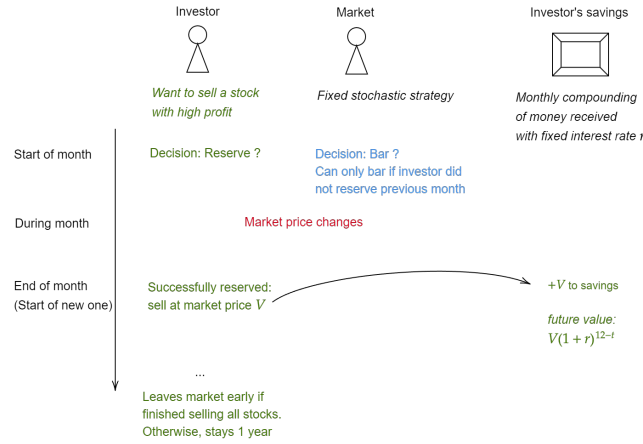 Investor
Market
Investor's savings
Want to sell a stock
with high profit
Fixed stochastic strategy
Monthly compounding
of money received
with fixed interest rate r
Start of month
Decision: Reserve ?
Decision: Bar ?
Can only bar if investor did
not reserve previous month
During month
Market price changes
End of month
(Start of new one)
Successfully reserved:
sell at market price V
+V to savings
future value:
V(1 + r)^{12−t}
...
Leaves market early if
finished selling all stocks.
Otherwise, stays 1 year